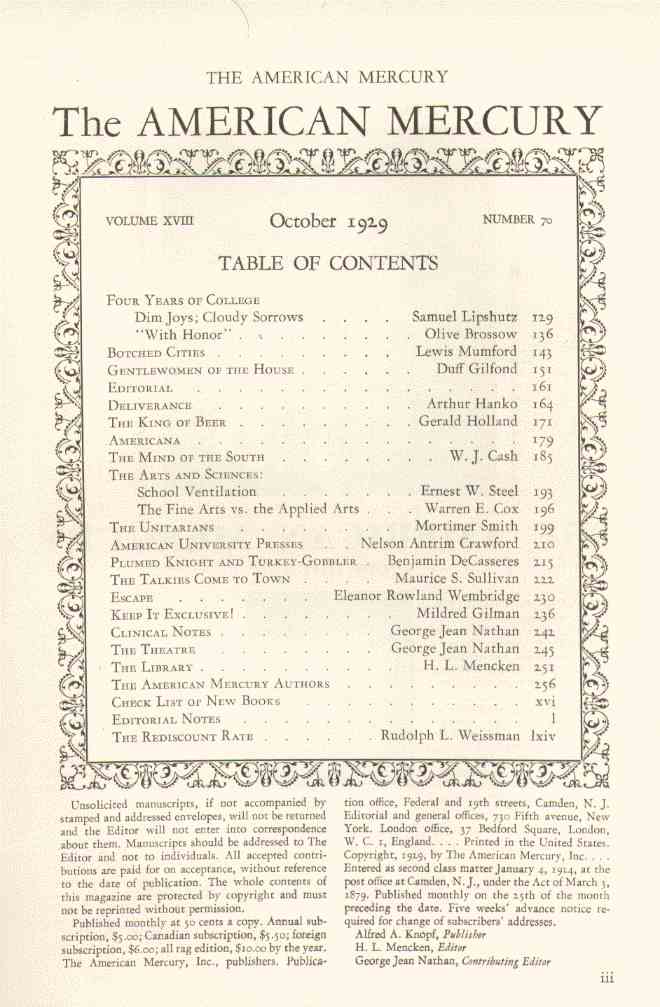 THE AMERICAN MERCURY
The AMERICAN MERCURY
VOLUME XVIII October 1929 NUMBER 70
TABLE OF CONTENTS
FOUR YEARS OF COLLEGE
Dim Joys; Cloudy Sorrows . . . . Samuel Lipshutz 129
"With Honor" . . . . . . . . Olive Brossow 136
BOTCHED CITIES . . . . . . . . . Lewis Mumford 143
GENTLEWOMEN OF THE HOUSE . . . . . . Duff Gilfond 151
EDITORIAL . . . . . . . . . . . . . . . . 161
DELIVERANCE . . . . . . . . . . Arthur Hanko 164
THE KING OF BEER . . . . . . . . . Gerald Holland 171
AMERICANA . . . . . . . . . . . . . . . . 179
THE MIND OF THE SOUTH . . . . . . . . W. J. Cash 185
THE ARTS AND SCIENCES:
School Ventilation . . . . . . . Ernest W. Steel 193
The Fine Arts vs. the Applied Arts . . . Warren E. Cox 196
THE UNITARIANS . . . . . . . . Mortimer Smith 199
AMERICAN UNIVERSITY PRESSES . . Nelson Antrim Crawford 210
PLUMED KNIGHT AND TURKEY-GOBBLER . Benjamin DeCasseres 215
THE TALKIES COME TO TOWN . . . . Maurice S. Sullivan 222
ESCAPE . . . . . . . Eleanor Rowland Wembridge 230
KEEP IT EXCLUSIVE! . . . . . . . . Mildred Gilman 236
CLINICAL NOTES . . . . . . . . George Jean Nathan 242
THE THEATRE . . . . . . . . George Jean Nathan 245
THE LIBRARY . . . . . . . . . H. L. Mencken 251
THE AMERICAN MERCURY AUTHORS . . . . . . . . 256
CHECK LIST OF NEW BOOKS . . . . . . . . . . xvi
EDITORIAL NOTES . . . . . . . . . . . . . l
THE REDISCOUNT RATE . . . . . . Rudolph L. Weissman lxiv
Unsolicited manuscripts, if not accompanied by
stamped and addressed envelopes, will not be returned
and the Editor will not enter into correspondence
about them. Manuscripts should be addressed to The
Editor and not to individuals. All accepted contri-
butions are paid for on acceptance, without reference
to the date of publication. The whole contents of
this magazine are protected by copyright and must
not be reprinted without permission.
Published monthly at 50 cents a copy. Annual sub-
scription, $5.00; Canadian subscription, $5.50; foreign
subscription, $6.00; all rag edition, $10.00 by the year.
The American Mercury, Inc., publishers. Publica-
tion office, Federal and 19th streets, Camden, N. J.
Editorial and general offices, 730 Fifth avenue, New
York. London office, 37 Bedford Square, London,
W. C. 1, England. . . . Printed in the United States.
Copyright, 1929, by The American Mercury, Inc. . . .
Entered as second class matter January 4, 1914, at the
post office at Camden, N. J., under the Act of March 3,
1879. Published monthly on the 25th of the month
preceding the date. Five weeks' advance notice re-
quired for change of subscribers' addresses.
Alfred A. Knopf, Publisher
H. L. Mencken, Editor
George Jean Nathan, Contributing Editor
iii